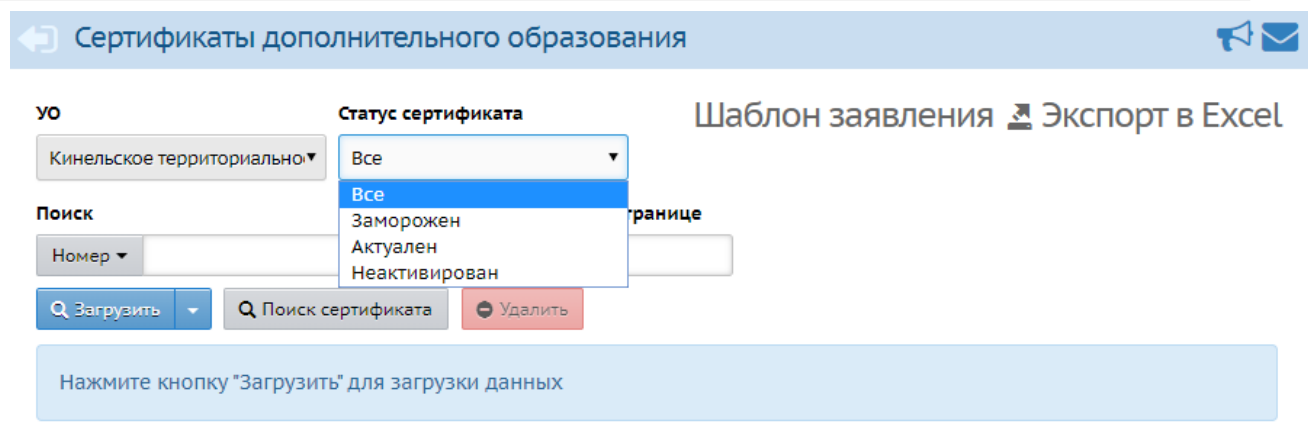 Сертификаты дополнительного образования
УО
Статус сертификата
Шаблон заявления Экспорт в Excel
Кинельское территориально
Все
Все
Заморожен
Актуален
Неактивирован
Поиск
транице
Номер
Загрузить
Поиск сертификата
Удалить
Нажмите кнопку "Загрузить" для загрузки данных